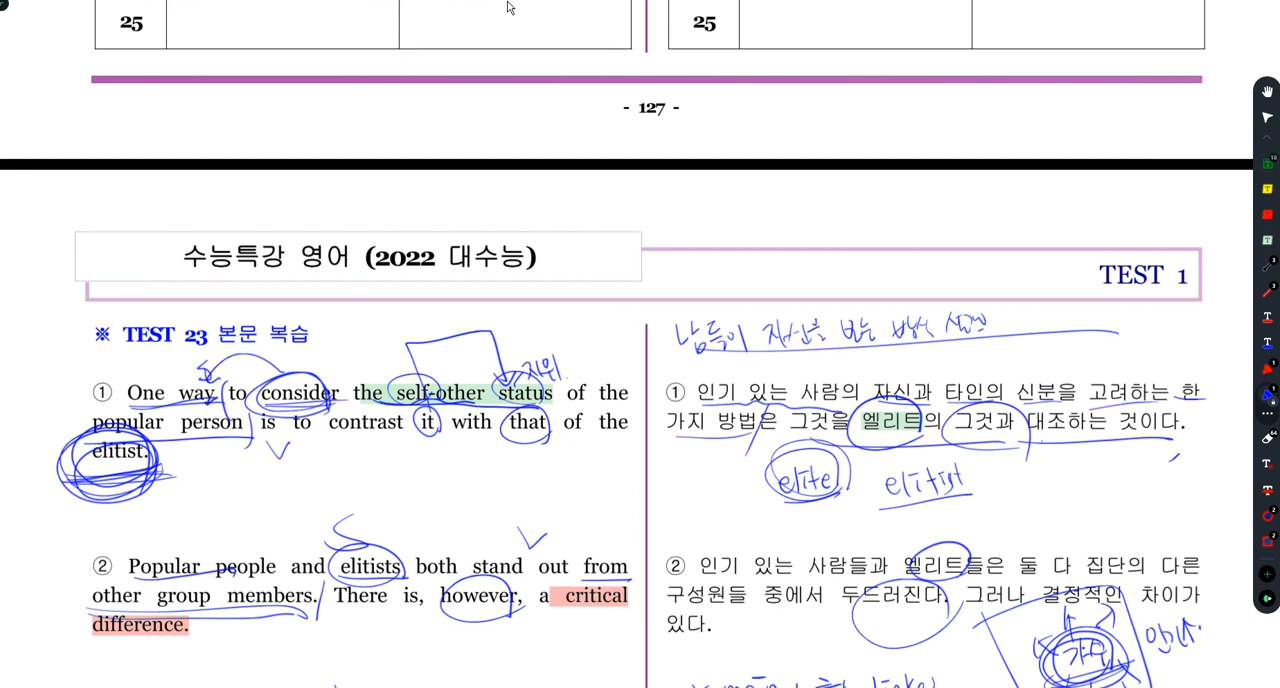 25
25
- 127 -
수능특강 영어 (2022 대수능)
TEST 1
※ TEST 23 본문 복습
지위
① One way to consider the self-other status of the
popular person is to contrast it with that of the
elitist.
② Popular people and elitists both stand out from
other group members. There is, however, a critical
difference.
남들이 자신을 보는
① 인기 있는 사람의 자신과 타인의 신분을 고려하는 한
가지 방법은 그것을 엘리트의 그것과 대조하는 것이다.
elite elitist
② 인기 있는 사람들과 엘리트들은 둘 다 집단의 다른
구성원들 중에서 두드러진다. 그러나 결정적인 차이가
있다.